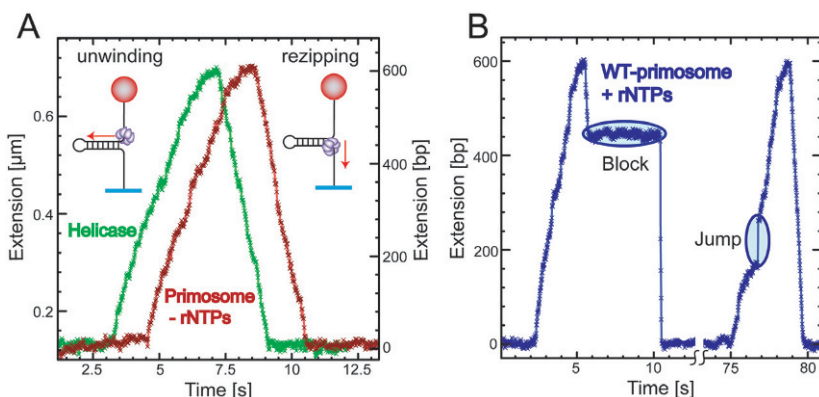 A
unwinding
rezipping
Helicase
Primosome
- rNTPs
Extension [µm]
0.6
0.4
0.2
Extension [bp]
600
400
200
0
2.5
5
7.5
10
12.5
Time [s]
B
WT-primosome
+ rNTPs
Block
Jump
Extension [bp]
600
400
200
0
0
5
10
75
80
Time [s]